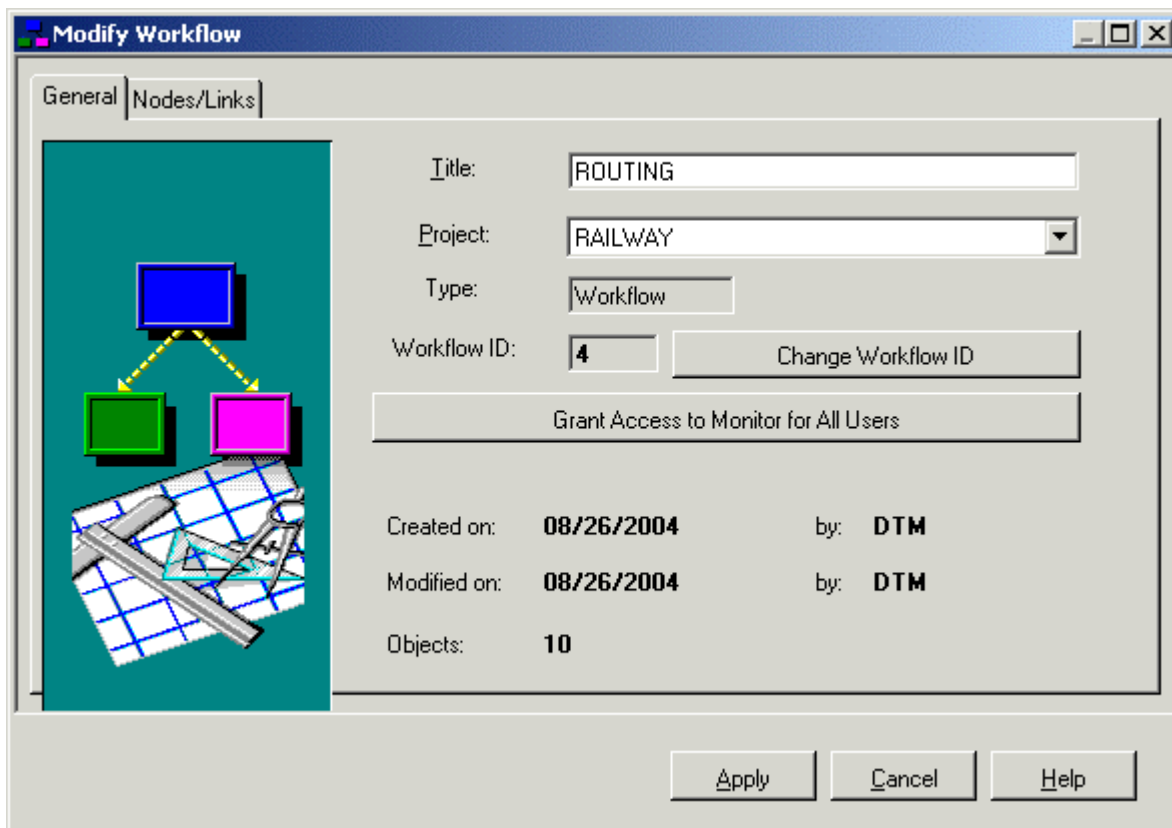 Modify Workflow
General Nodes/Links
Title: ROUTING
Project: RAILWAY
Type: Workflow
Workflow ID: 4 Change Workflow ID
Grant Access to Monitor for All Users
Created on: 08/26/2004 by: DTM
Modified on: 08/26/2004 by: DTM
Objects: 10
Apply Cancel Help